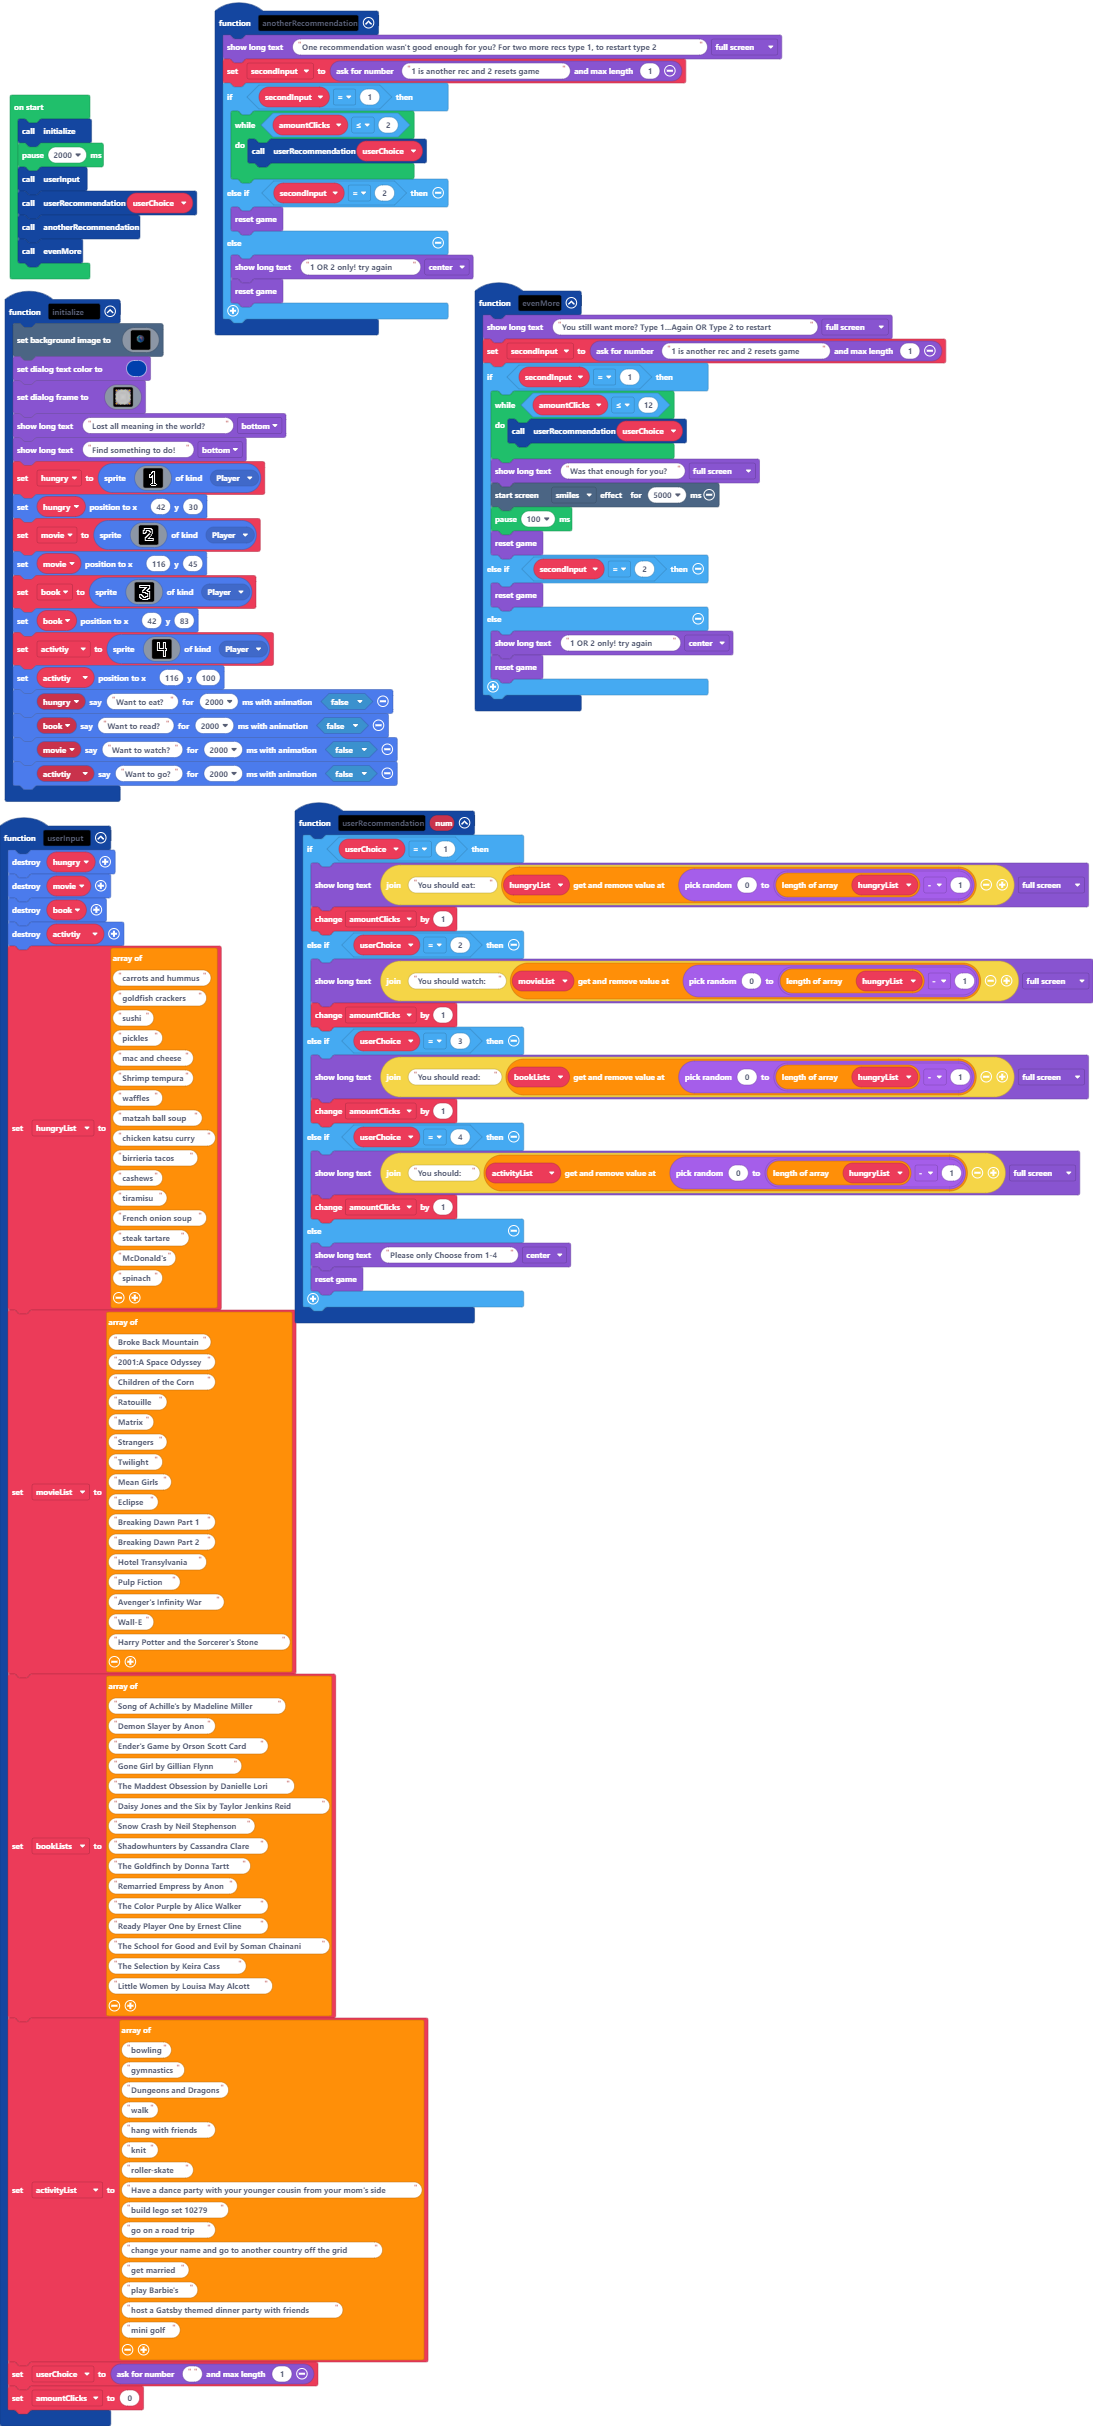 function anotherRecommendation
show long text "One recommendation wasn't good enough for you? For two more recs type 1, to restart type 2" full screen
set secondInput to ask for number "1 is another rec and 2 resets game" and max length 1
if secondInput = 1 then
while amountClicks ≤ 2
do call userRecommendation userChoice
else if secondInput = 2 then
reset game
else
show long text "1 OR 2 only! try again" center
reset game
on start
call initialize
pause 2000 ms
call userInput
call userRecommendation userChoice
call anotherRecommendation
call evenMore
function evenMore
show long text "You still want more? Type 1...Again OR Type 2 to restart" full screen
set secondInput to ask for number "1 is another rec and 2 resets game" and max length 1
if secondInput = 1 then
while amountClicks ≤ 12
do call userRecommendation userChoice
show long text "Was that enough for you?" full screen
start screen smiles effect for 5000 ms
pause 100 ms
reset game
else if secondInput = 2 then
reset game
else
show long text "1 OR 2 only! try again" center
reset game
function initialize
set background image to
set dialog text color to
set dialog frame to
show long text "Lost all meaning in the world?" bottom
show long text "Find something to do!" bottom
set hungry to sprite 1 of kind Player
set hungry position to x 42 y 30
set movie to sprite 2 of kind Player
set movie position to x 116 y 45
set book to sprite 3 of kind Player
set book position to x 42 y 83
set activtiy to sprite 4 of kind Player
set activtiy position to x 116 y 100
hungry say "Want to eat?" for 2000 ms with animation false
book say "Want to read?" for 2000 ms with animation false
movie say "Want to watch?" for 2000 ms with animation false
activtiy say "Want to go?" for 2000 ms with animation false
function userInput
destroy hungry
destroy movie
destroy book
destroy activtiy
set hungryList to array of
"carrots and hummus"
"goldfish crackers"
"sushi"
"pickles"
"mac and cheese"
"Shrimp tempura"
"waffles"
"matzah ball soup"
"chicken katsu curry"
"birrieria tacos"
"cashews"
"tiramisu"
"French onion soup"
"steak tartare"
"McDonald's"
"spinach"
set movieList to array of
"Broke Back Mountain"
"2001:A Space Odyssey"
"Children of the Corn"
"Ratouille"
"Matrix"
"Strangers"
"Twilight"
"Mean Girls"
"Eclipse"
"Breaking Dawn Part 1"
"Breaking Dawn Part 2"
"Hotel Transylvania"
"Pulp Fiction"
"Avenger's Infinity War"
"Wall-E"
"Harry Potter and the Sorcerer's Stone"
set bookLists to array of
"Song of Achille's by Madeline Miller"
"Demon Slayer by Anon"
"Ender's Game by Orson Scott Card"
"Gone Girl by Gillian Flynn"
"The Maddest Obsession by Danielle Lori"
"Daisy Jones and the Six by Taylor Jenkins Reid"
"Snow Crash by Neil Stephenson"
"Shadowhunters by Cassandra Clare"
"The Goldfinch by Donna Tartt"
"Remarried Empress by Anon"
"The Color Purple by Alice Walker"
"Ready Player One by Ernest Cline"
"The School for Good and Evil by Soman Chainani"
"The Selection by Keira Cass"
"Little Women by Louisa May Alcott"
set activityList to array of
"bowling"
"gymnastics"
"Dungeons and Dragons"
"walk"
"hang with friends"
"knit"
"roller-skate"
"Have a dance party with your younger cousin from your mom's side"
"build lego set 10279"
"go on a road trip"
"change your name and go to another country off the grid"
"get married"
"play Barbie's"
"host a Gatsby themed dinner party with friends"
"mini golf"
set userChoice to ask for number "" and max length 1
set amountClicks to 0
function userRecommendation num
if userChoice = 1 then
show long text join "You should eat:" hungryList get and remove value at pick random 0 to length of array hungryList - 1 full screen
change amountClicks by 1
else if userChoice = 2 then
show long text join "You should watch:" movieList get and remove value at pick random 0 to length of array hungryList - 1 full screen
change amountClicks by 1
else if userChoice = 3 then
show long text join "You should read:" bookLists get and remove value at pick random 0 to length of array hungryList - 1 full screen
change amountClicks by 1
else if userChoice = 4 then
show long text join "You should:" activityList get and remove value at pick random 0 to length of array hungryList - 1 full screen
change amountClicks by 1
else
show long text "Please only Choose from 1-4" center
reset game